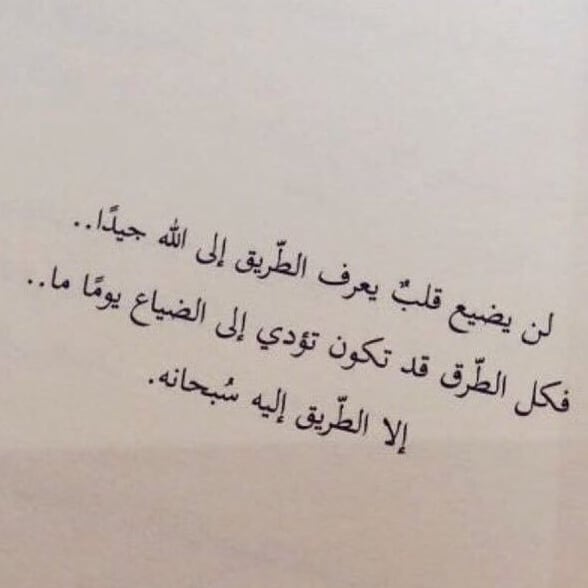 لن يضيع قلبٌ يعرف الطّريق إلى الله جيدًا..
فكل الطّرق قد تكون تؤدي إلى الضياع يومًا ما..
إلا الطّريق إليه سُبحانه.